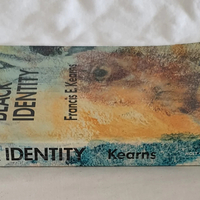 BLACK
IDENTITY
Francis E Kearns
IDENTITY Kearns